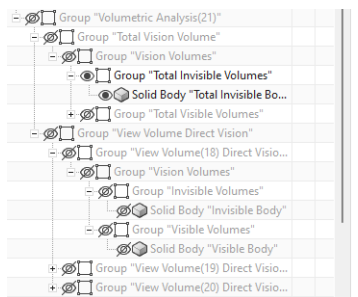 Group "Volumetric Analysis(21)"
Group "Total Vision Volume"
Group "Vision Volumes"
Group "Total Invisible Volumes"
Solid Body "Total Invisible Bo...
Group "Total Visible Volumes"
Group "View Volume Direct Vision"
Group "View Volume(18) Direct Visio...
Group "Vision Volumes"
Group "Invisible Volumes"
Solid Body "Invisible Body"
Group "Visible Volumes"
Solid Body "Visible Body"
Group "View Volume(19) Direct Visio...
Group "View Volume(20) Direct Visio...